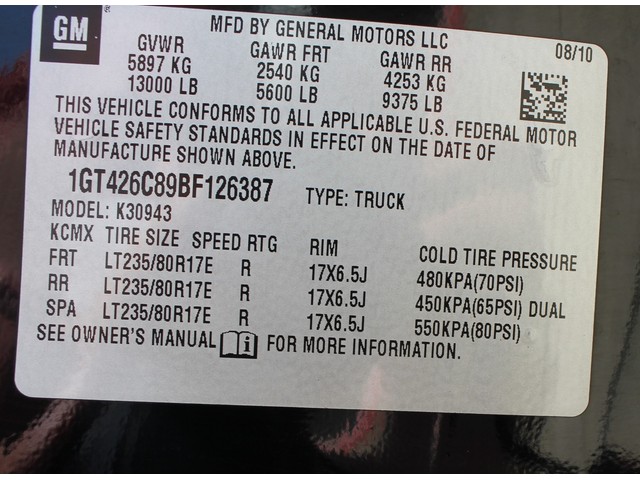 GM
MFD BY GENERAL MOTORS LLC
08/10
GVWR GAWR FRT GAWR RR
5897 KG 2540 KG 4253 KG
13000 LB 5600 LB 9375 LB
THIS VEHICLE CONFORMS TO ALL APPLICABLE U.S. FEDERAL MOTOR
VEHICLE SAFETY STANDARDS IN EFFECT ON THE DATE OF
MANUFACTURE SHOWN ABOVE.
1GT426C89BF126387 TYPE: TRUCK
MODEL: K30943
KCMX TIRE SIZE SPEED RTG RIM COLD TIRE PRESSURE
FRT LT235/80R17E R 17X6.5J 480KPA(70PSI)
RR LT235/80R17E R 17X6.5J 450KPA(65PSI) DUAL
SPA LT235/80R17E R 17X6.5J 550KPA(80PSI)
SEE OWNER'S MANUAL FOR MORE INFORMATION.